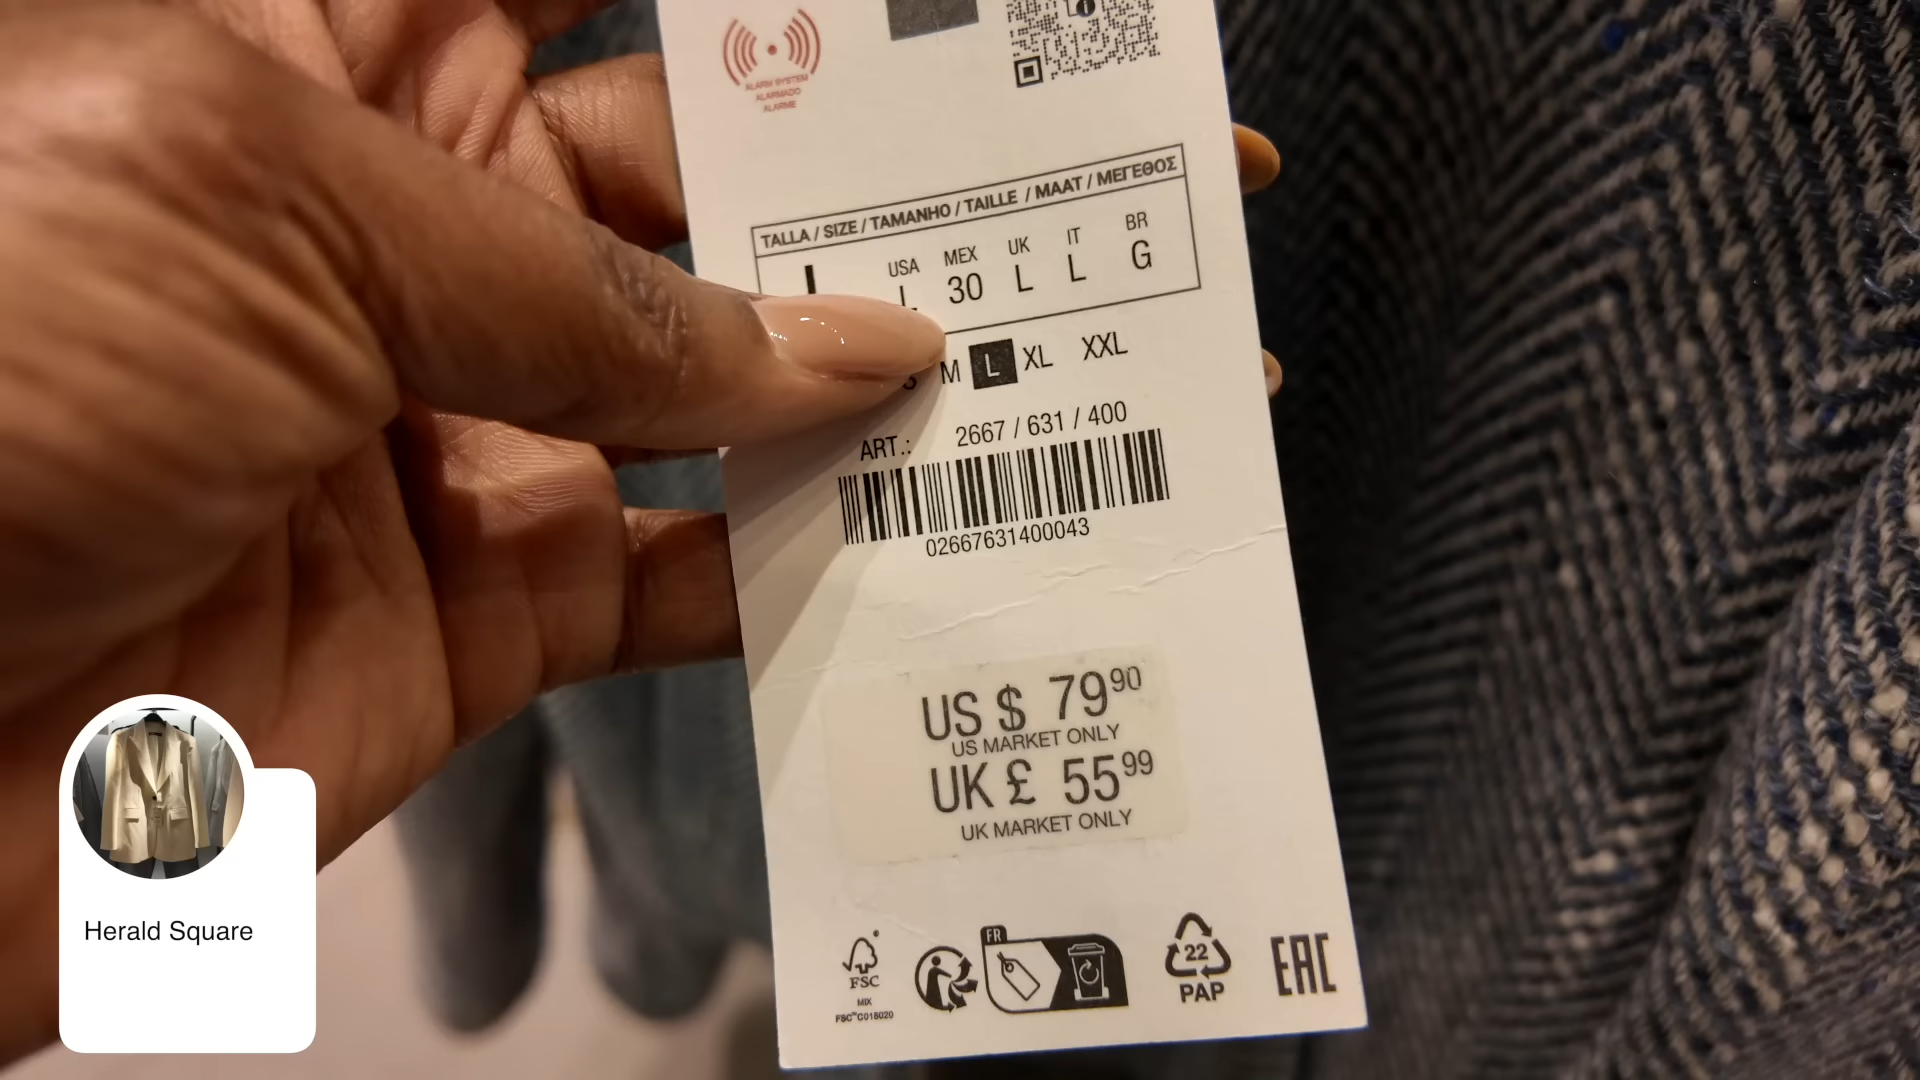 ALARM SYSTEM
ALARMADO
ALARME
TALLA / SIZE / TAMANHO / TAILLE / MAAT / ΜΕΓΕΘΟΣ
USA MEX UK IT BR
L L 30 L L G
S M L XL XXL
ART.: 2667 / 631 / 400
02667631400043
US $ 79.90
US MARKET ONLY
UK £ 55.99
UK MARKET ONLY
FR
FSC
MIX
FSC™C018020
22
PAP
EAC
Herald Square